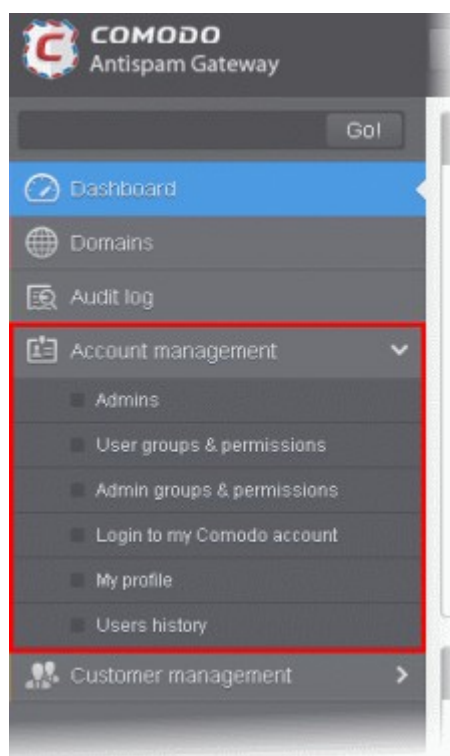 COMODO
Antispam Gateway
Go!
Dashboard
Domains
Audit log
Account management
Admins
User groups & permissions
Admin groups & permissions
Login to my Comodo account
My profile
Users history
Customer management